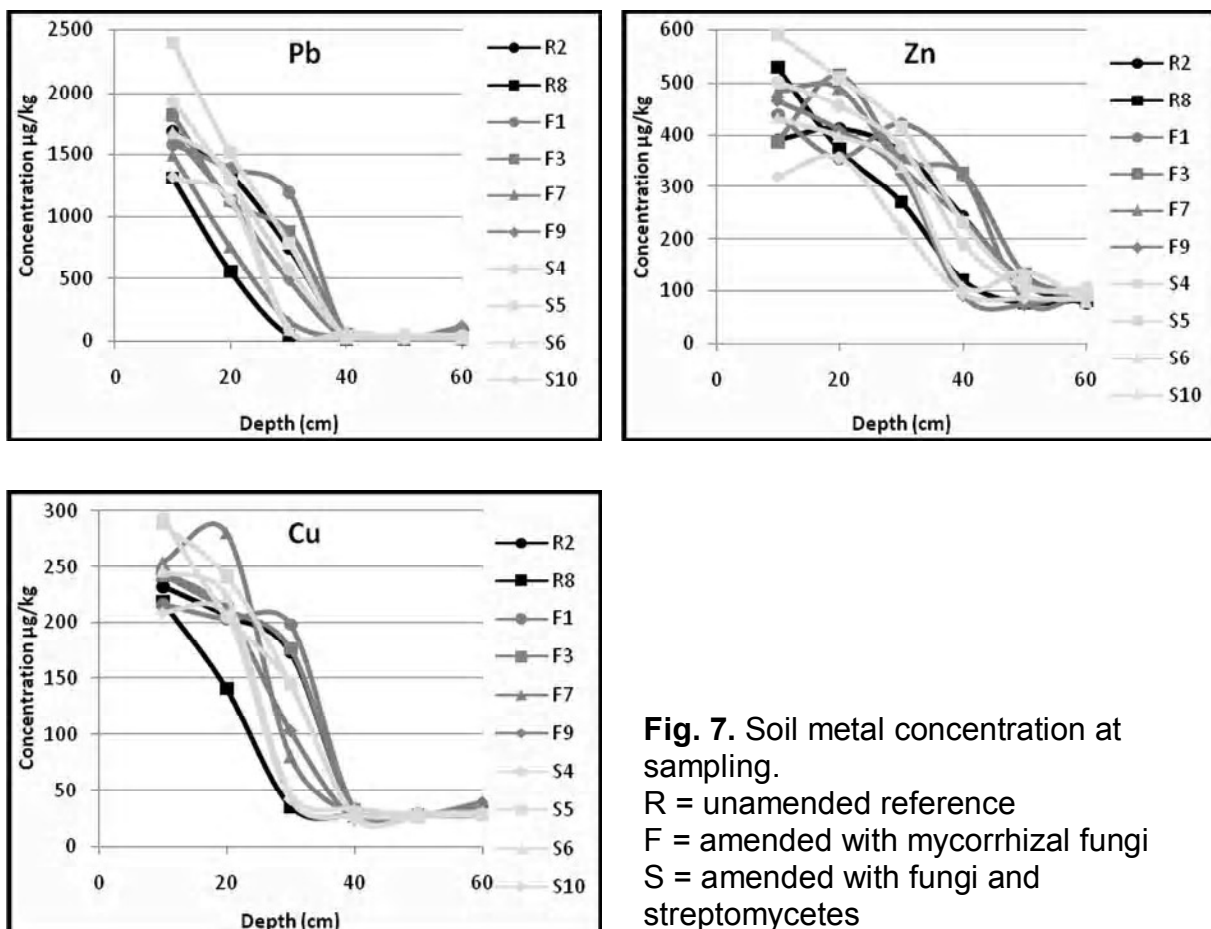 Pb
Concentration µg/kg
2500
2000
1500
1000
500
0
0 20 40 60
Depth (cm)
R2
R8
F1
F3
F7
F9
S4
S5
S6
S10
Zn
Concentration µg/kg
600
500
400
300
200
100
0
0 20 40 60
Depth (cm)
R2
R8
F1
F3
F7
F9
S4
S5
S6
S10
Cu
Concentration µg/kg
300
250
200
150
100
50
0
0 20 40 60
Depth (cm)
R2
R8
F1
F3
F7
F9
S4
S5
S6
S10
Fig. 7. Soil metal concentration at
sampling.
R = unamended reference
F = amended with mycorrhizal fungi
S = amended with fungi and
streptomycetes